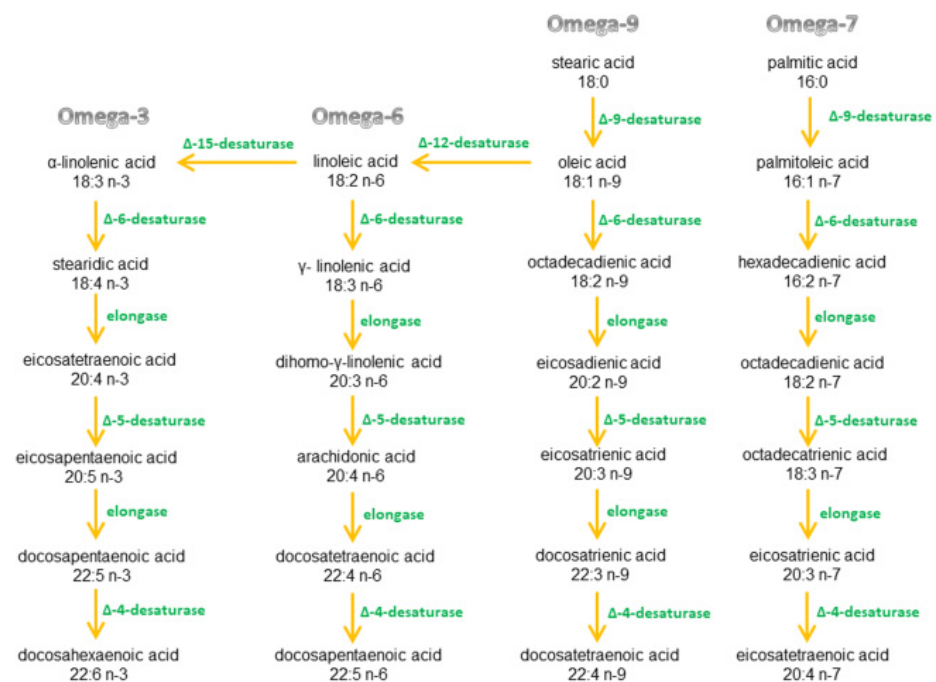 Omega-9
Omega-7
stearic acid
18:0
palmitic acid
16:0
Omega-3
Omega-6
Δ-9-desaturase
Δ-9-desaturase
Δ-15-desaturase
Δ-12-desaturase
α-linolenic acid
18:3 n-3
linoleic acid
18:2 n-6
oleic acid
18:1 n-9
palmitoleic acid
16:1 n-7
Δ-6-desaturase
Δ-6-desaturase
Δ-6-desaturase
Δ-6-desaturase
stearidic acid
18:4 n-3
γ- linolenic acid
18:3 n-6
octadecadienic acid
18:2 n-9
hexadecadienic acid
16:2 n-7
elongase
elongase
elongase
elongase
eicosatetraenoic acid
20:4 n-3
dihomo-γ-linolenic acid
20:3 n-6
eicosadienic acid
20:2 n-9
octadecadienic acid
18:2 n-7
Δ-5-desaturase
Δ-5-desaturase
Δ-5-desaturase
Δ-5-desaturase
eicosapentaenoic acid
20:5 n-3
arachidonic acid
20:4 n-6
eicosatrienic acid
20:3 n-9
octadecatrienic acid
18:3 n-7
elongase
elongase
elongase
elongase
docosapentaenoic acid
22:5 n-3
docosatetraenoic acid
22:4 n-6
docosatrienic acid
22:3 n-9
eicosatrienic acid
20:3 n-7
Δ-4-desaturase
Δ-4-desaturase
Δ-4-desaturase
Δ-4-desaturase
docosahexaenoic acid
22:6 n-3
docosapentaenoic acid
22:5 n-6
docosatetraenoic acid
22:4 n-9
eicosatetraenoic acid
20:4 n-7